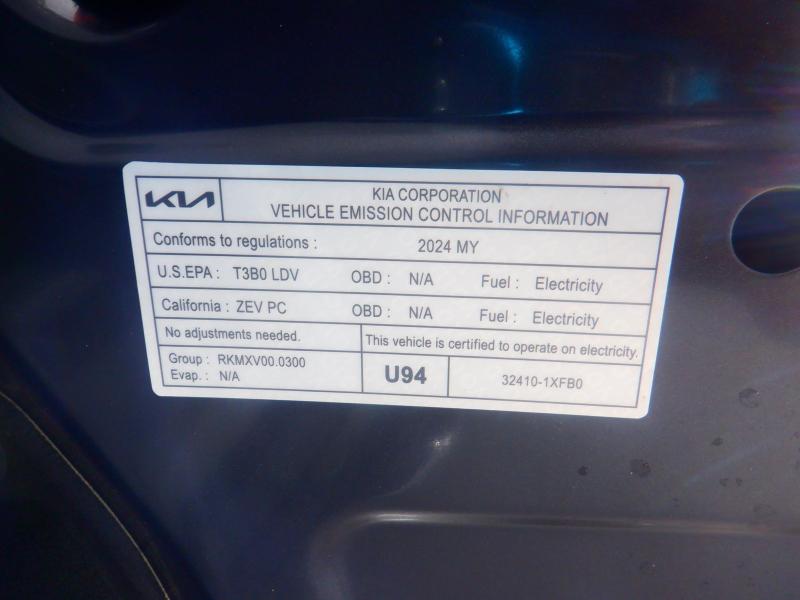 KIA
KIA CORPORATION
VEHICLE EMISSION CONTROL INFORMATION
Conforms to regulations : 2024 MY
U.S.EPA : T3B0 LDV OBD : N/A Fuel : Electricity
California : ZEV PC OBD : N/A Fuel : Electricity
No adjustments needed. This vehicle is certified to operate on electricity.
Group : RKMXV00.0300
Evap. : N/A
U94
32410-1XFB0